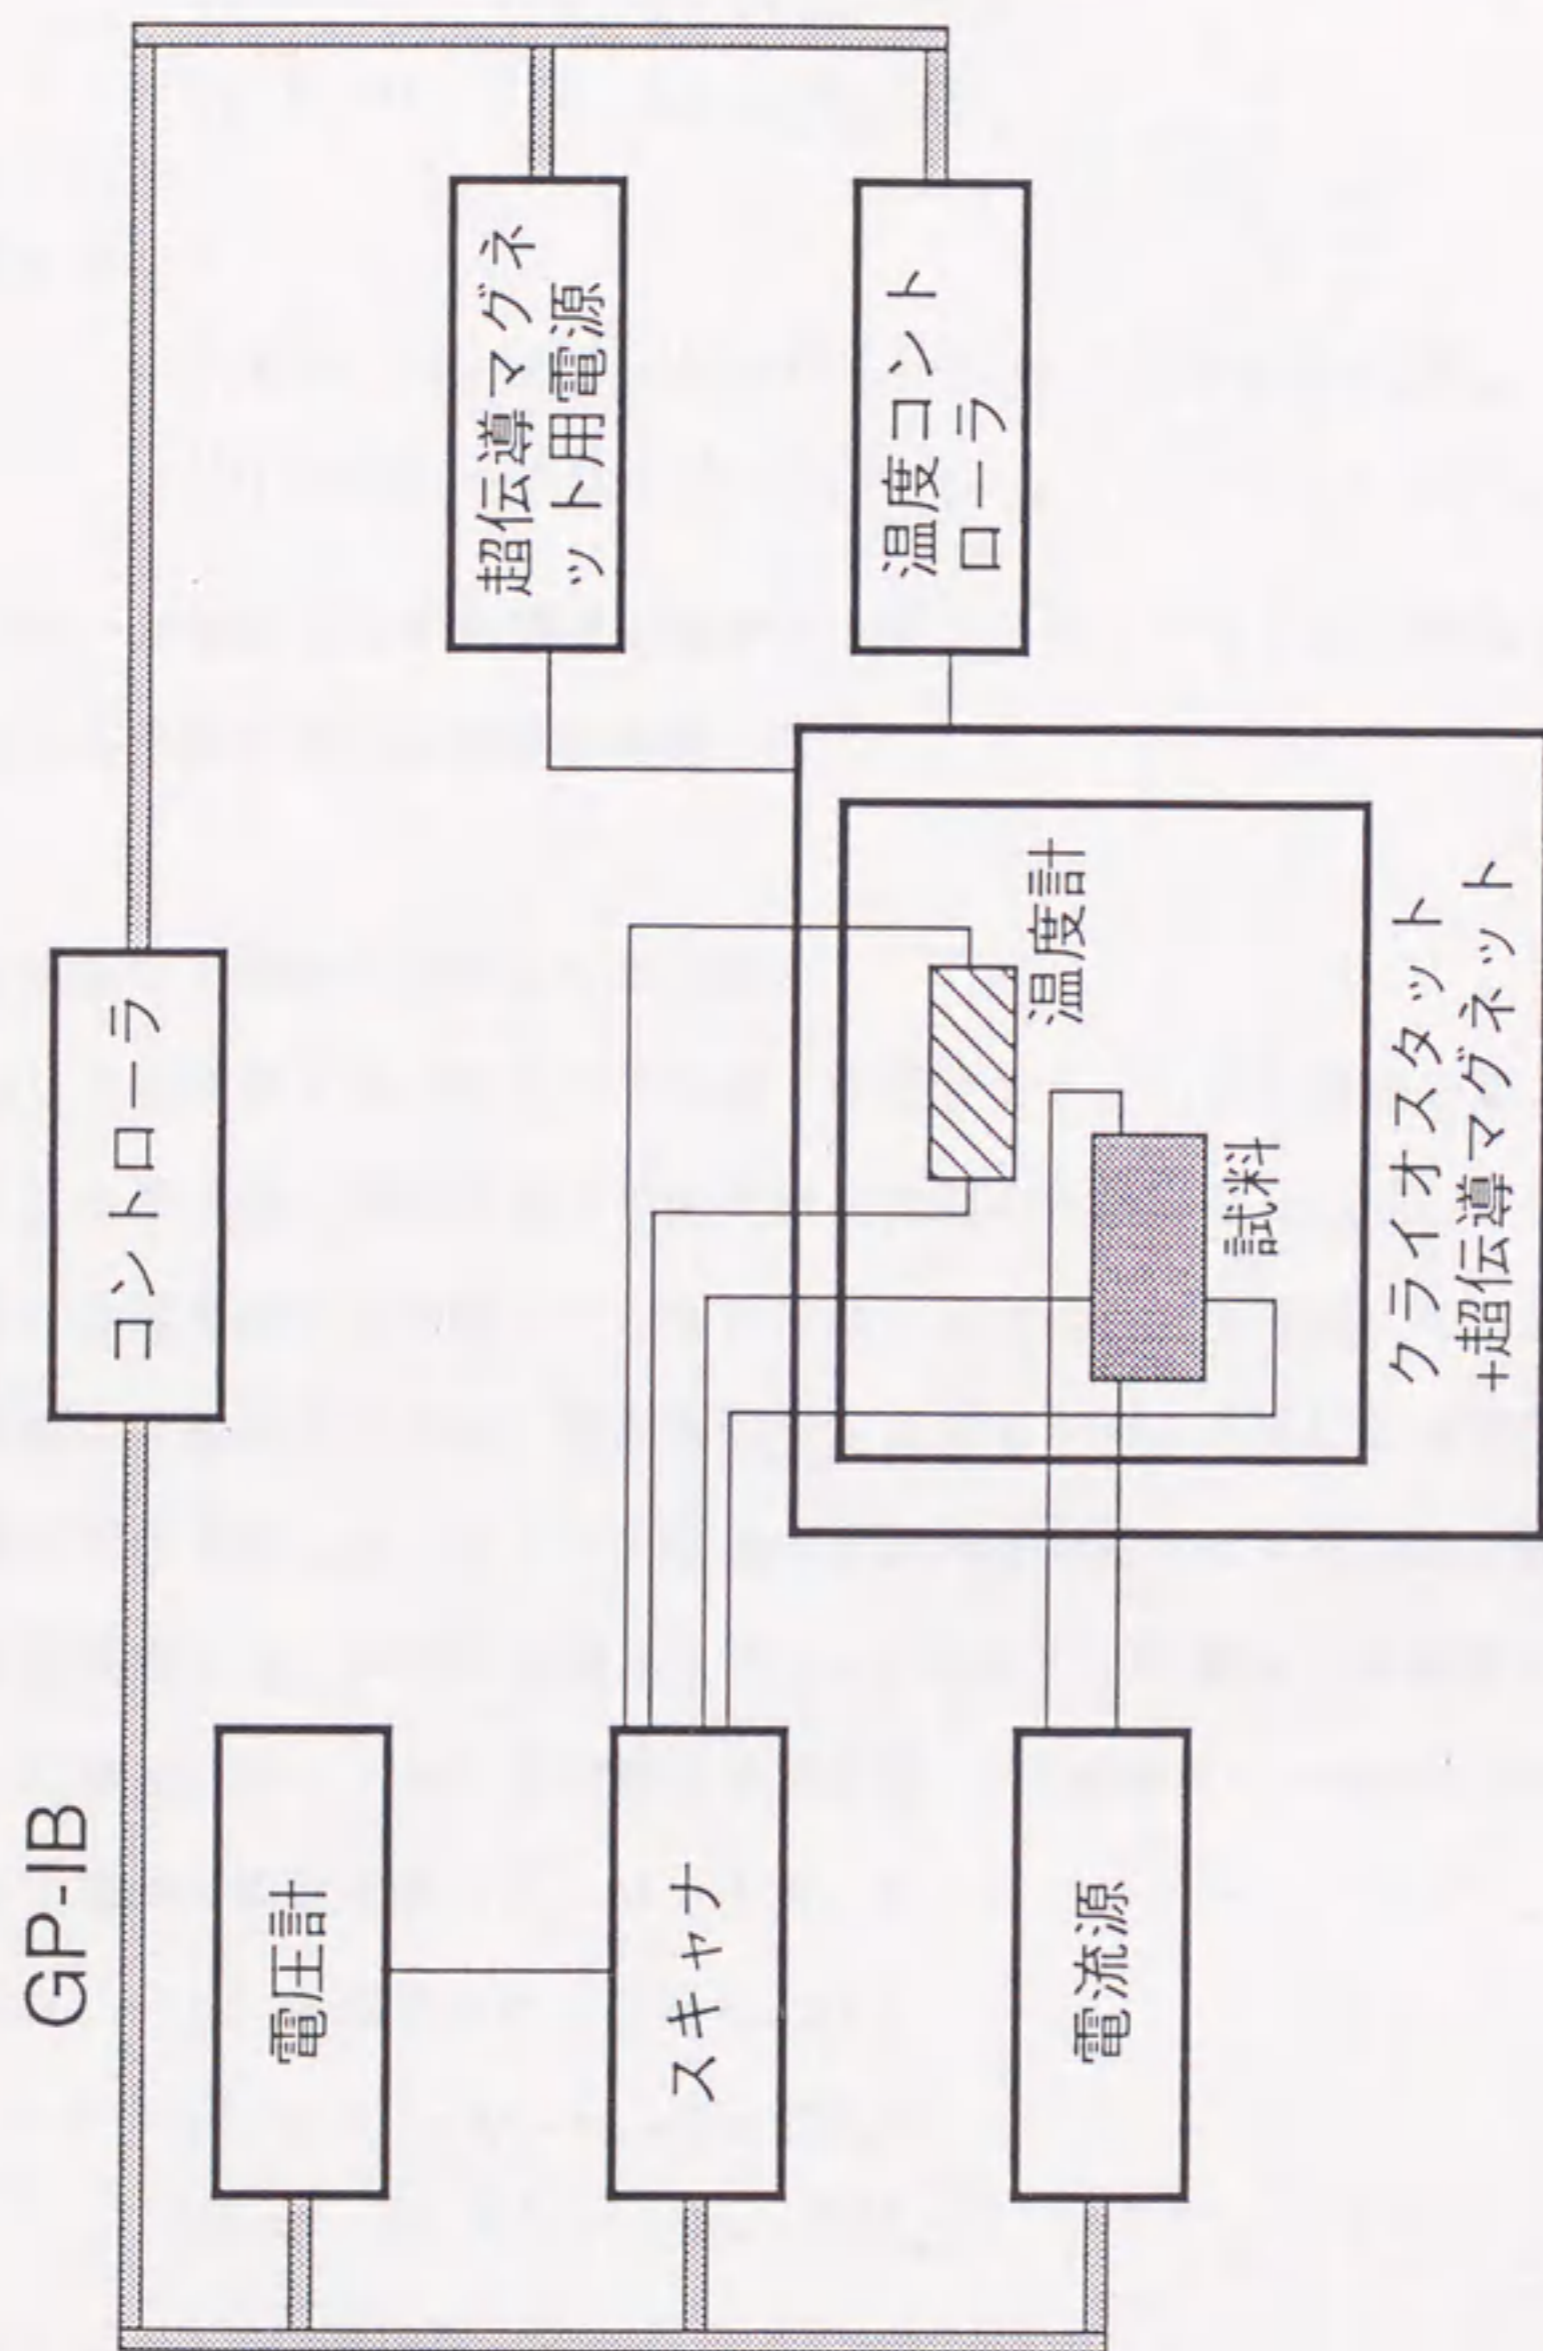 GP-IB
コントローラ
電圧計
超伝導マグネ
ット用電源
スキャナ
温度計
温度コント
ローラ
電流源
試料
クライオスタット
+超伝導マグネット